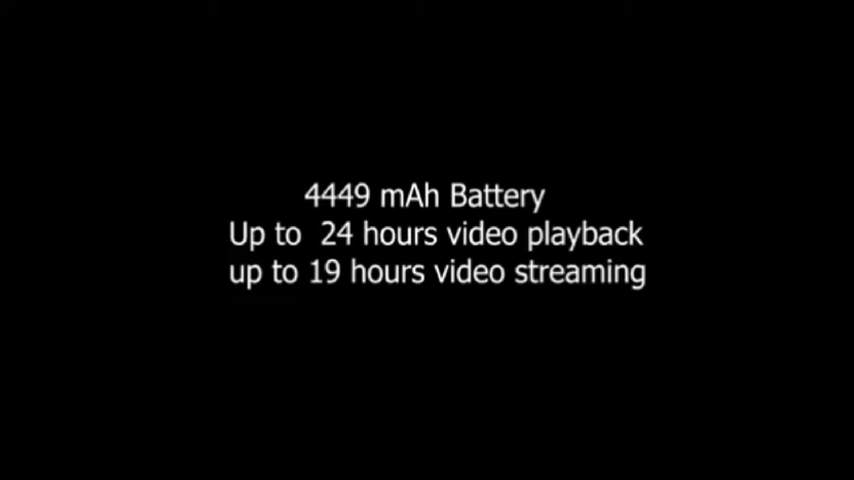 4449 mAh Battery
Up to  24 hours video playback
up to 19 hours video streaming